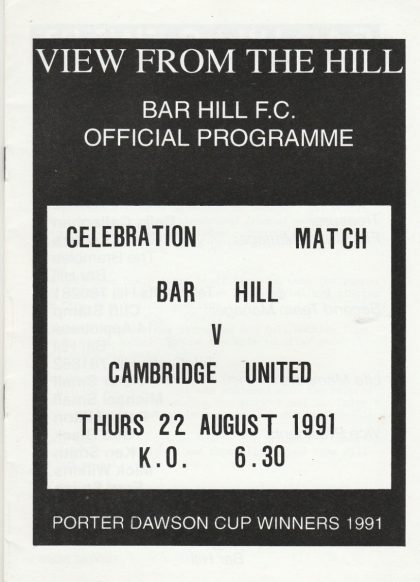 VIEW FROM THE HILL
BAR HILL F.C.
OFFICIAL PROGRAMME
CELEBRATION MATCH
BAR HILL
V
CAMBRIDGE UNITED
THURS 22 AUGUST 1991
K.O. 6.30
PORTER DAWSON CUP WINNERS 1991